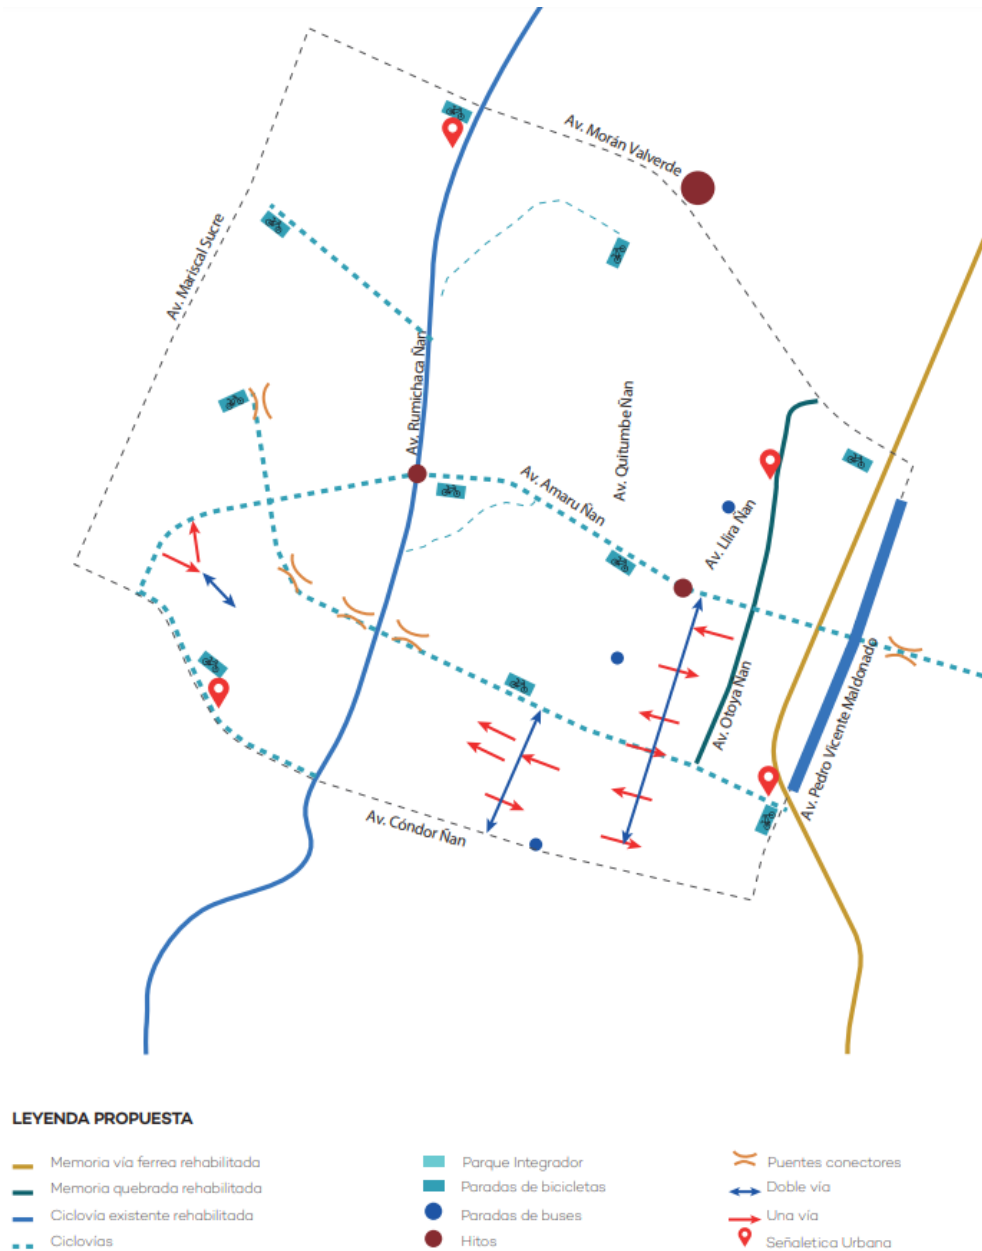 Av. Morán Valverde
Av. Mariscal Sucre
Av. Rumichaca Ñan
Av. Quitumbe Ñan
Av. Amaru Ñan
Av. Llira Ñan
Av. Otoya Ñan
Av. Pedro Vicente Maldonado
Av. Cóndor Ñan
LEYENDA PROPUESTA
Memoria vía ferrea rehabilitada
Memoria quebrada rehabilitada
Ciclovía existente rehabilitada
Ciclovías
Parque Integrador
Paradas de bicicletas
Paradas de buses
Hitos
Puentes conectores
Doble vía
Una vía
Señaletica Urbana